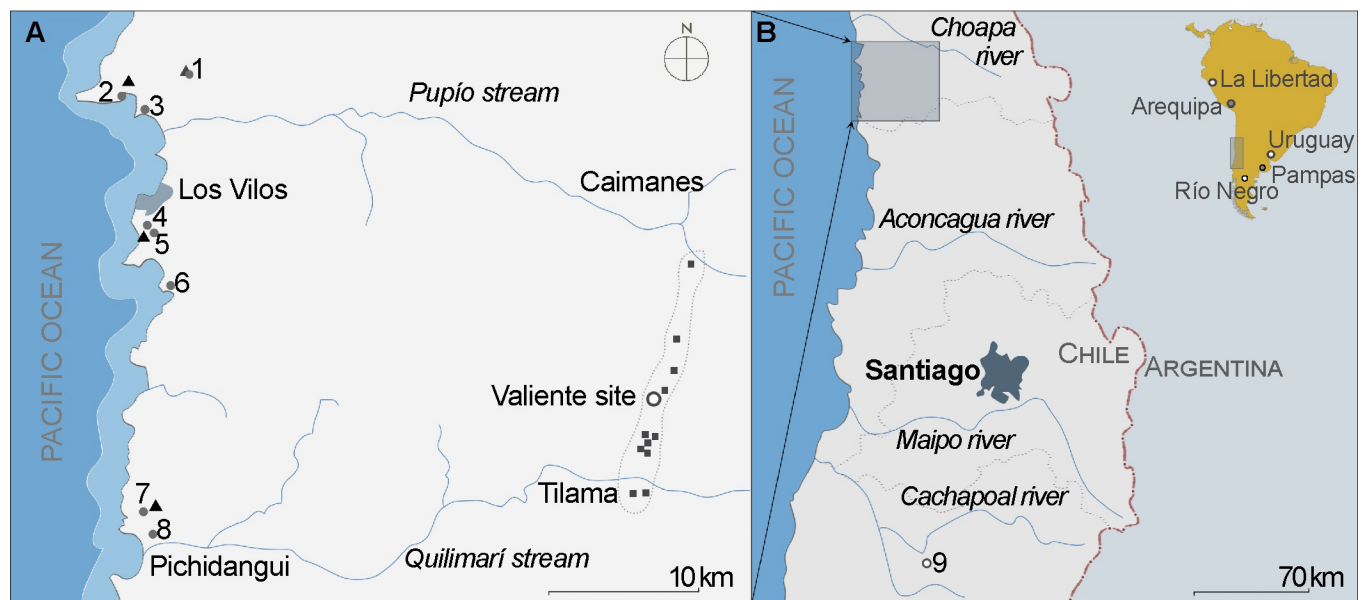 A
N
1
2
3
Pupío stream
Los Vilos
Caimanes
4
5
6
PACIFIC OCEAN
Valiente site
7
8
Tilama
Quilimarí stream
Pichidangui
10 km
B
Choapa
river
La Libertad
Arequipa
Uruguay
Pampas
Río Negro
PACIFIC OCEAN
Aconcagua river
CHILE
ARGENTINA
Santiago
Maipo river
Cachapoal river
9
70 km